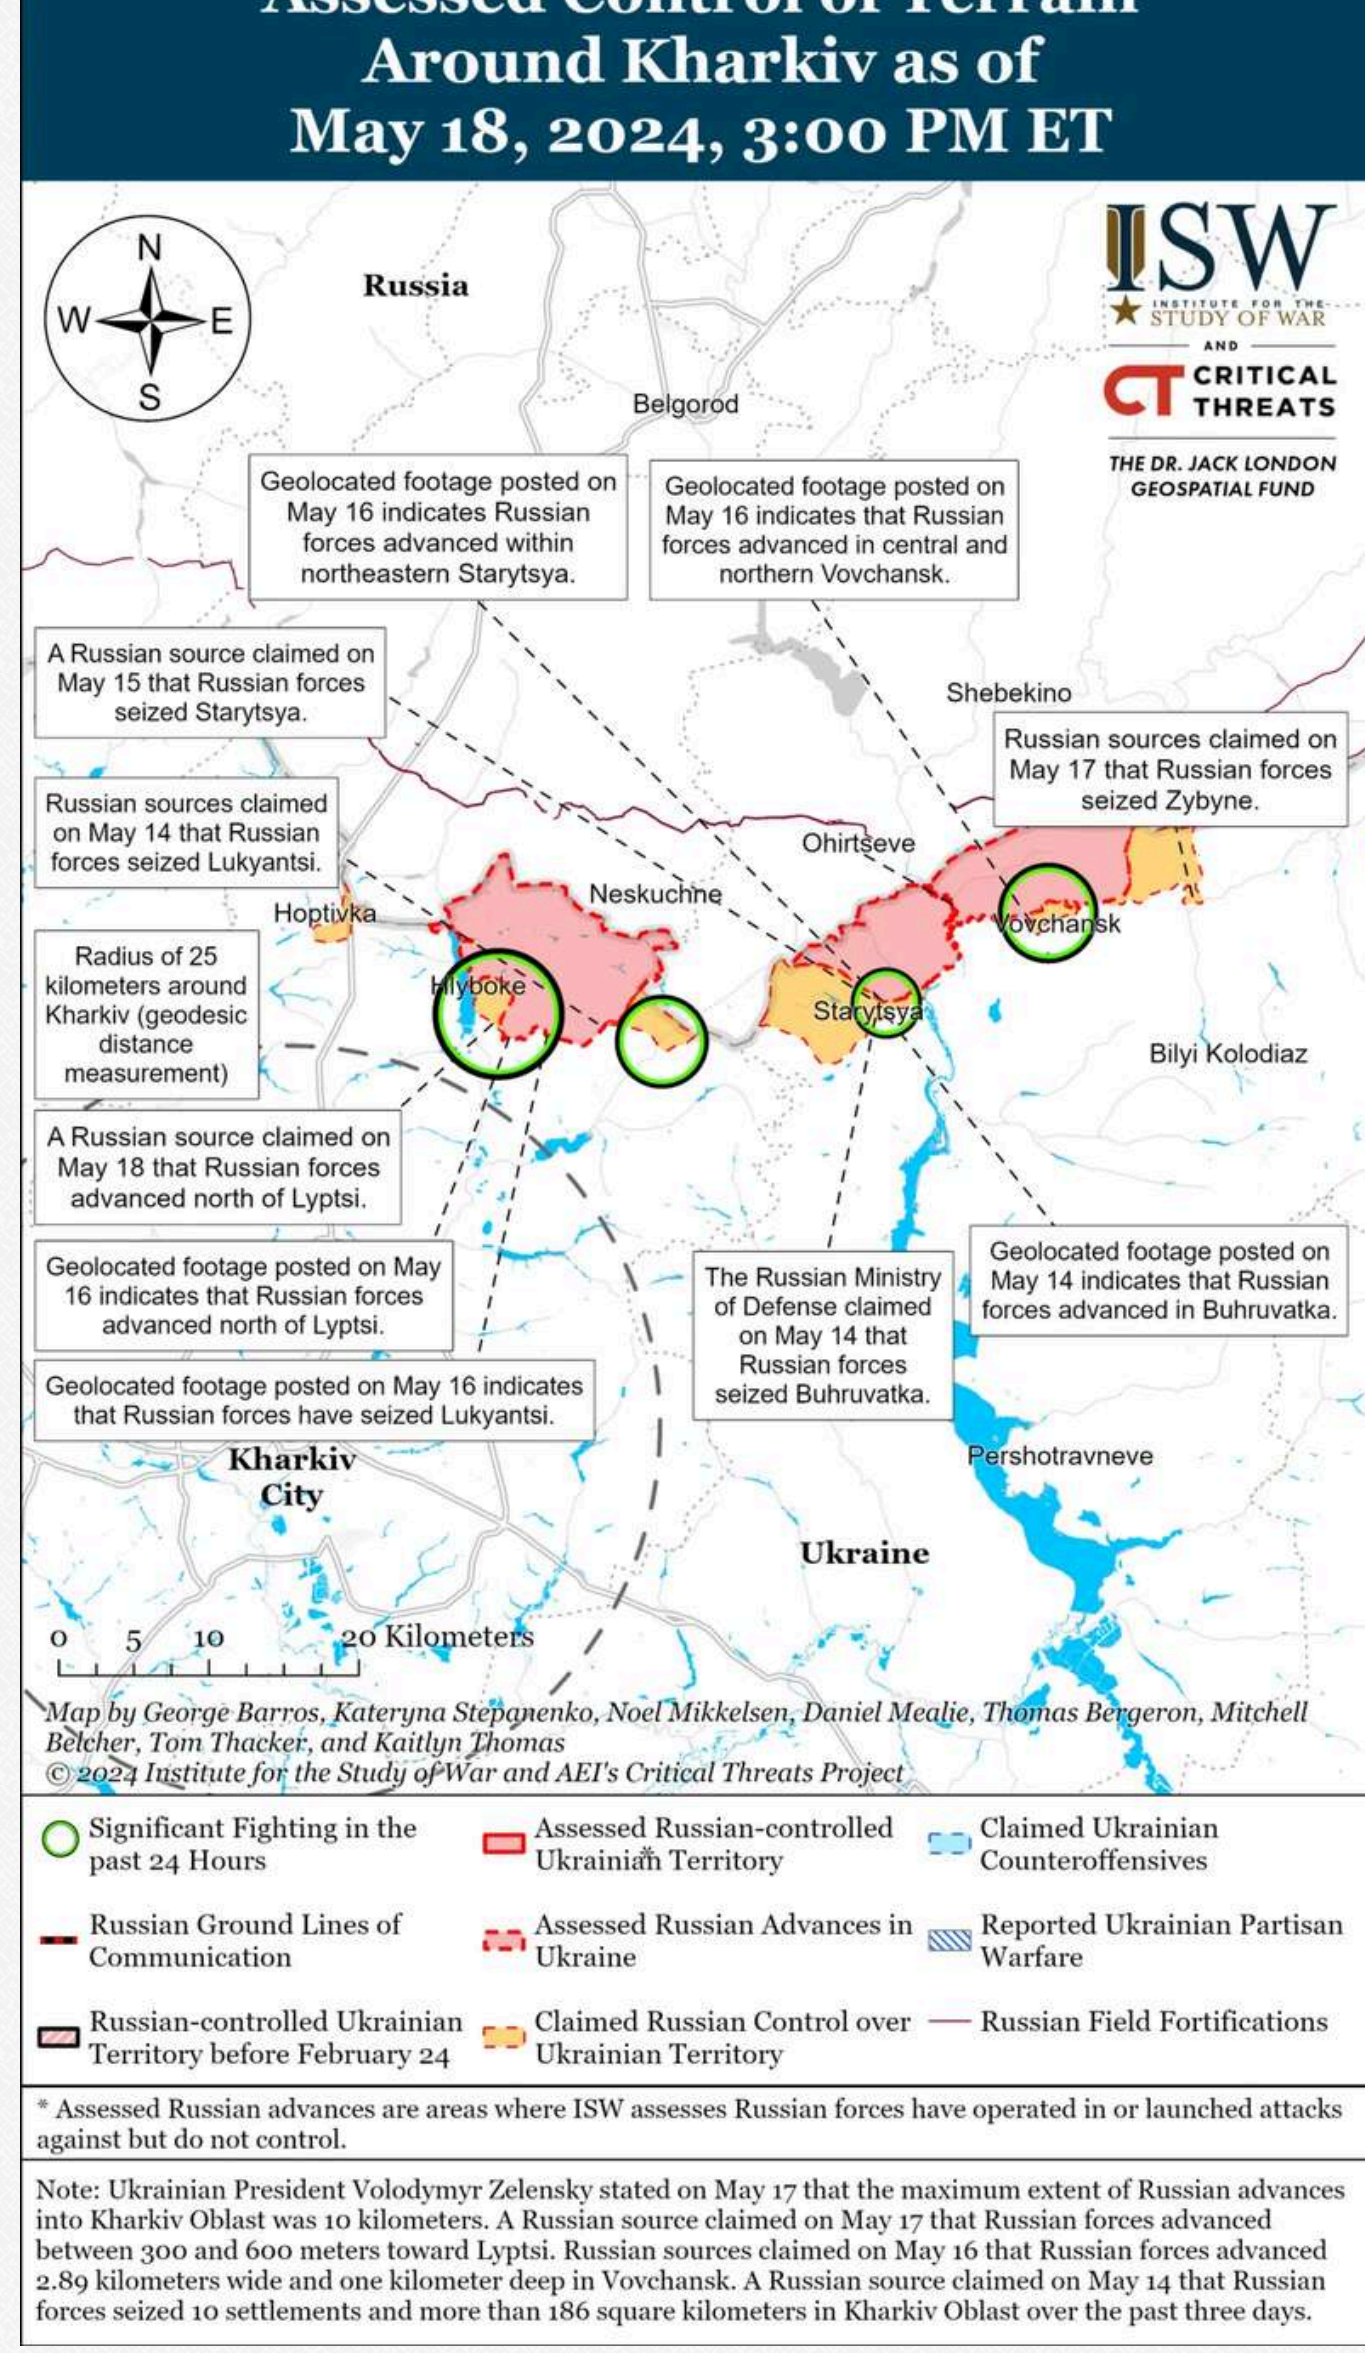 Assessed Control of Terrain
Around Kharkiv as of
May 18, 2024, 3:00 PM ET
N
W
E
S
Russia
ISW
INSTITUTE FOR THE
STUDY OF WAR
AND
CT CRITICAL
THREATS
THE DR. JACK LONDON
GEOSPATIAL FUND
Belgorod
Geolocated footage posted on
May 16 indicates Russian
forces advanced within
northeastern Starytsya.
Geolocated footage posted on
May 16 indicates that Russian
forces advanced in central and
northern Vovchansk.
A Russian source claimed on
May 15 that Russian forces
seized Starytsya.
Shebekino
Russian sources claimed on
May 17 that Russian forces
seized Zybyne.
Russian sources claimed
on May 14 that Russian
forces seized Lukyantsi.
Ohirtseve
Neskuchne
Hoptivka
Vovchansk
Radius of 25
kilometers around
Kharkiv (geodesic
distance
measurement)
Hlyboke
Starytsya
Bilyi Kolodiaz
A Russian source claimed on
May 18 that Russian forces
advanced north of Lyptsi.
Geolocated footage posted on May
16 indicates that Russian forces
advanced north of Lyptsi.
The Russian Ministry
of Defense claimed
on May 14 that
Russian forces
seized Buhruvatka.
Geolocated footage posted on
May 14 indicates that Russian
forces advanced in Buhruvatka.
Geolocated footage posted on May 16 indicates
that Russian forces have seized Lukyantsi.
Kharkiv
City
Pershotravneve
Ukraine
0 5 10 20 Kilometers
Map by George Barros, Kateryna Stepanenko, Noel Mikkelsen, Daniel Mealie, Thomas Bergeron, Mitchell
Belcher, Tom Thacker, and Kaitlyn Thomas
© 2024 Institute for the Study of War and AEI's Critical Threats Project
Significant Fighting in the
past 24 Hours
Assessed Russian-controlled
Ukrainian Territory
Claimed Ukrainian
Counteroffensives
Russian Ground Lines of
Communication
Assessed Russian Advances in
Ukraine
*
Reported Ukrainian Partisan
Warfare
Russian-controlled Ukrainian
Territory before February 24
Claimed Russian Control over
Ukrainian Territory
Russian Field Fortifications
* Assessed Russian advances are areas where ISW assesses Russian forces have operated in or launched attacks
against but do not control.
Note: Ukrainian President Volodymyr Zelensky stated on May 17 that the maximum extent of Russian advances
into Kharkiv Oblast was 10 kilometers. A Russian source claimed on May 17 that Russian forces advanced
between 300 and 600 meters toward Lyptsi. Russian sources claimed on May 16 that Russian forces advanced
2.89 kilometers wide and one kilometer deep in Vovchansk. A Russian source claimed on May 14 that Russian
forces seized 10 settlements and more than 186 square kilometers in Kharkiv Oblast over the past three days.